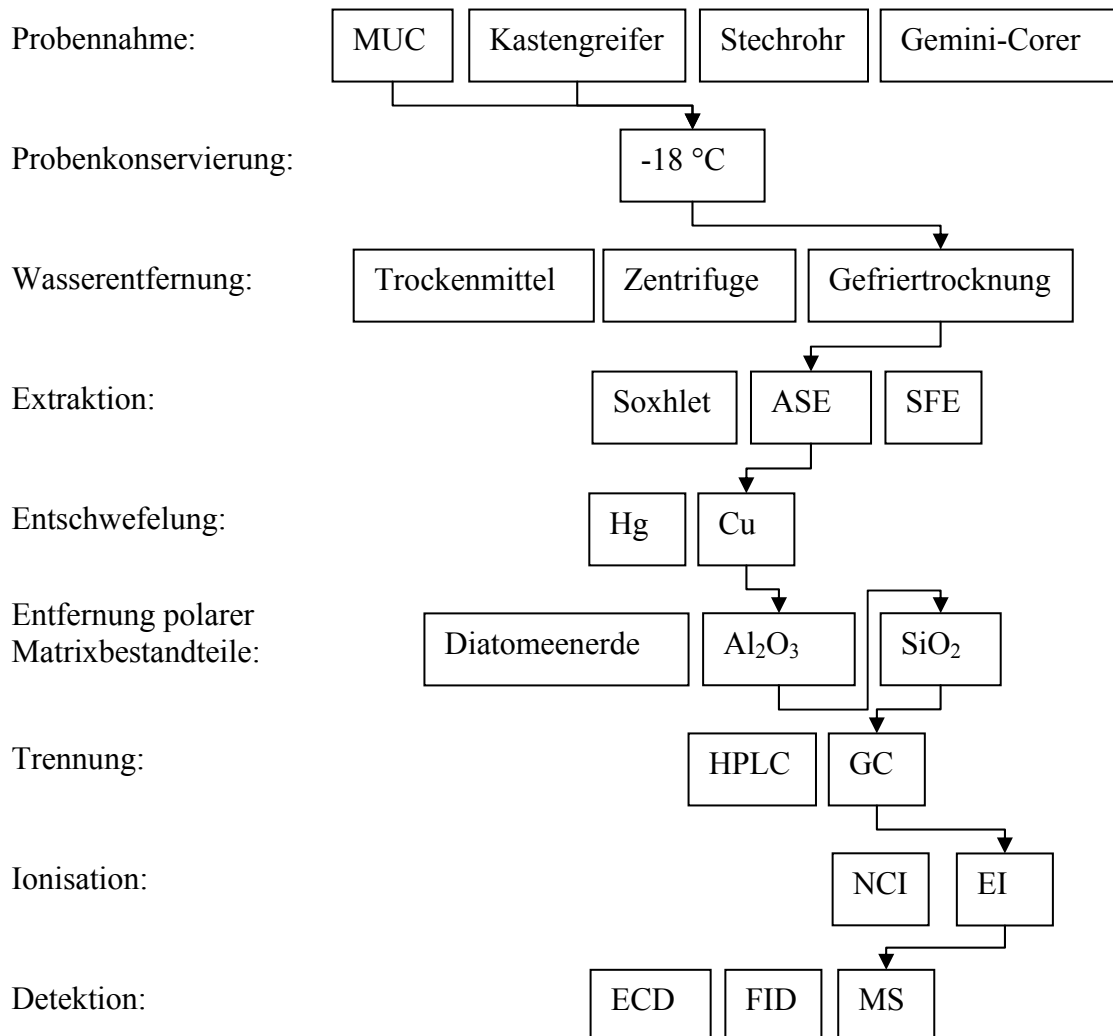 Probennahme: MUC Kastengreifer Stechrohr Gemini-Corer
Probenkonservierung: -18 °C
Wasserentfernung: Trockenmittel Zentrifuge Gefriertrocknung
Extraktion: Soxhlet ASE SFE
Entschwefelung: Hg Cu
Entfernung polarer
Matrixbestandteile: Diatomeenerde Al₂O₃ SiO₂
Trennung: HPLC GC
Ionisation: NCI EI
Detektion: ECD FID MS